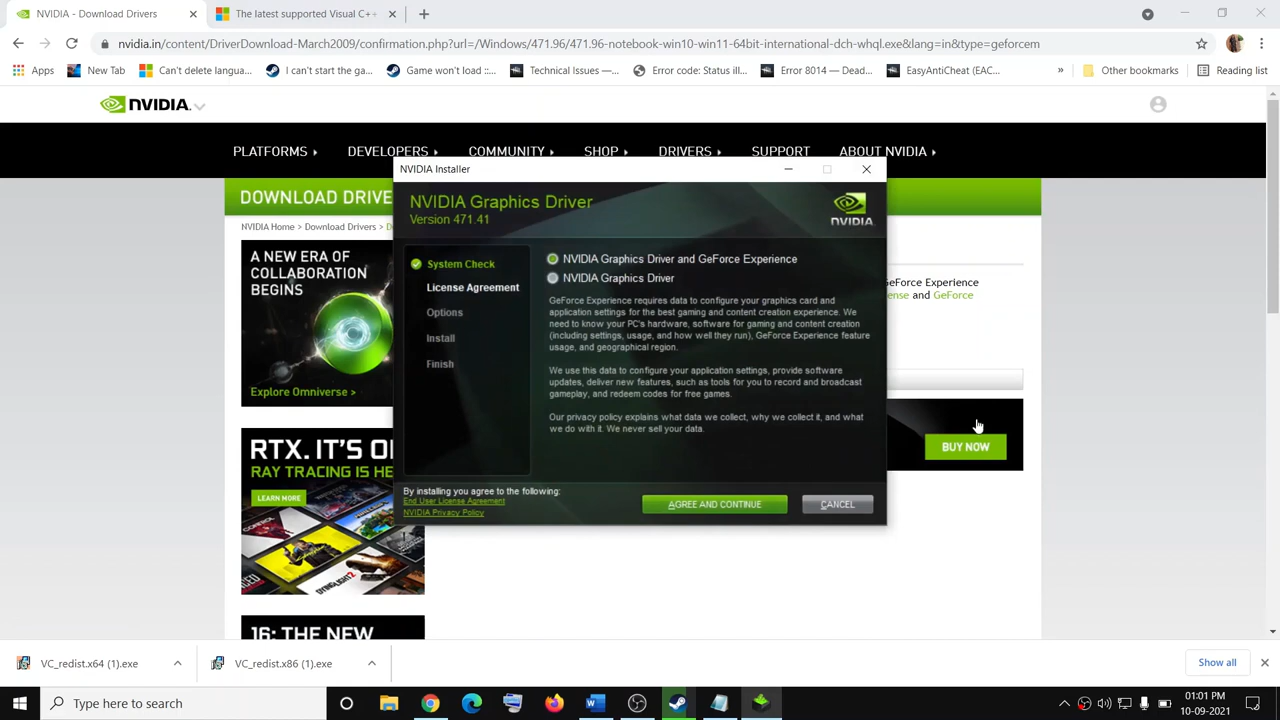 NVIDIA - Download Drivers
The latest supported Visual C++
nvidia.in/content/DriverDownload-March2009/confirmation.php?url=/Windows/471.96/471.96-notebook-win10-win11-64bit-international-dch-whql.exe&lang=in&type=geforcem
Apps
New Tab
Can't delete langua...
I can't start the ga...
Game won't load ::...
Technical Issues —...
Error code: Status ill...
Error 8014 — Dead...
EasyAntiCheat (EAC...
»
Other bookmarks
Reading list
NVIDIA.
PLATFORMS
DEVELOPERS
COMMUNITY
SHOP
DRIVERS
SUPPORT
ABOUT NVIDIA
DOWNLOAD DRIVE
NVIDIA Home > Download Drivers > D
A NEW ERA OF
COLLABORATION
BEGINS
Explore Omniverse >
RTX. IT'S O
RAY TRACING IS HE
LEARN MORE
CONTROL
DYING LIGHT 2
16: THE NEW
GeForce Experience
ense and GeForce
BUY NOW
NVIDIA Installer
NVIDIA Graphics Driver
Version 471.41
NVIDIA.
System Check
License Agreement
Options
Install
Finish
NVIDIA Graphics Driver and GeForce Experience
NVIDIA Graphics Driver
GeForce Experience requires data to configure your graphics card and
application settings for the best gaming and content creation experience. We
need to know your PC's hardware, software for gaming and content creation
(including settings, usage, and how well they run), GeForce Experience feature
usage, and geographical region.
We use this data to configure your application settings, provide software
updates, deliver new features, such as tools for you to record and broadcast
gameplay, and redeem codes for free games.
Our privacy policy explains what data we collect, why we collect it, and what
we do with it. We never sell your data.
By installing you agree to the following:
End User License Agreement
NVIDIA Privacy Policy
AGREE AND CONTINUE
CANCEL
VC_redist.x64 (1).exe
VC_redist.x86 (1).exe
Show all
Type here to search
01:01 PM
10-09-2021